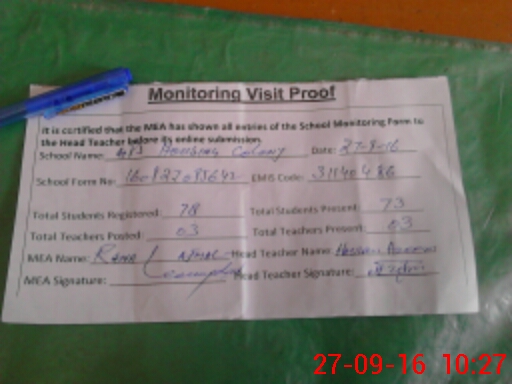 Monitoring Visit Proof
It is certified that the MEA has shown all entries of the School Monitoring Form to
the Head Teacher before its online submission.
School Name: Housing Colony Date: 27-9-16
School Form No: EMIS Code:
Total Students Registered: 78 Total Students Present: 73
Total Teachers Posted: 03 Total Teachers Present: 03
MEA Name: Rana Head Teacher Name:
MEA Signature: Head Teacher Signature:
27-09-16 10:27